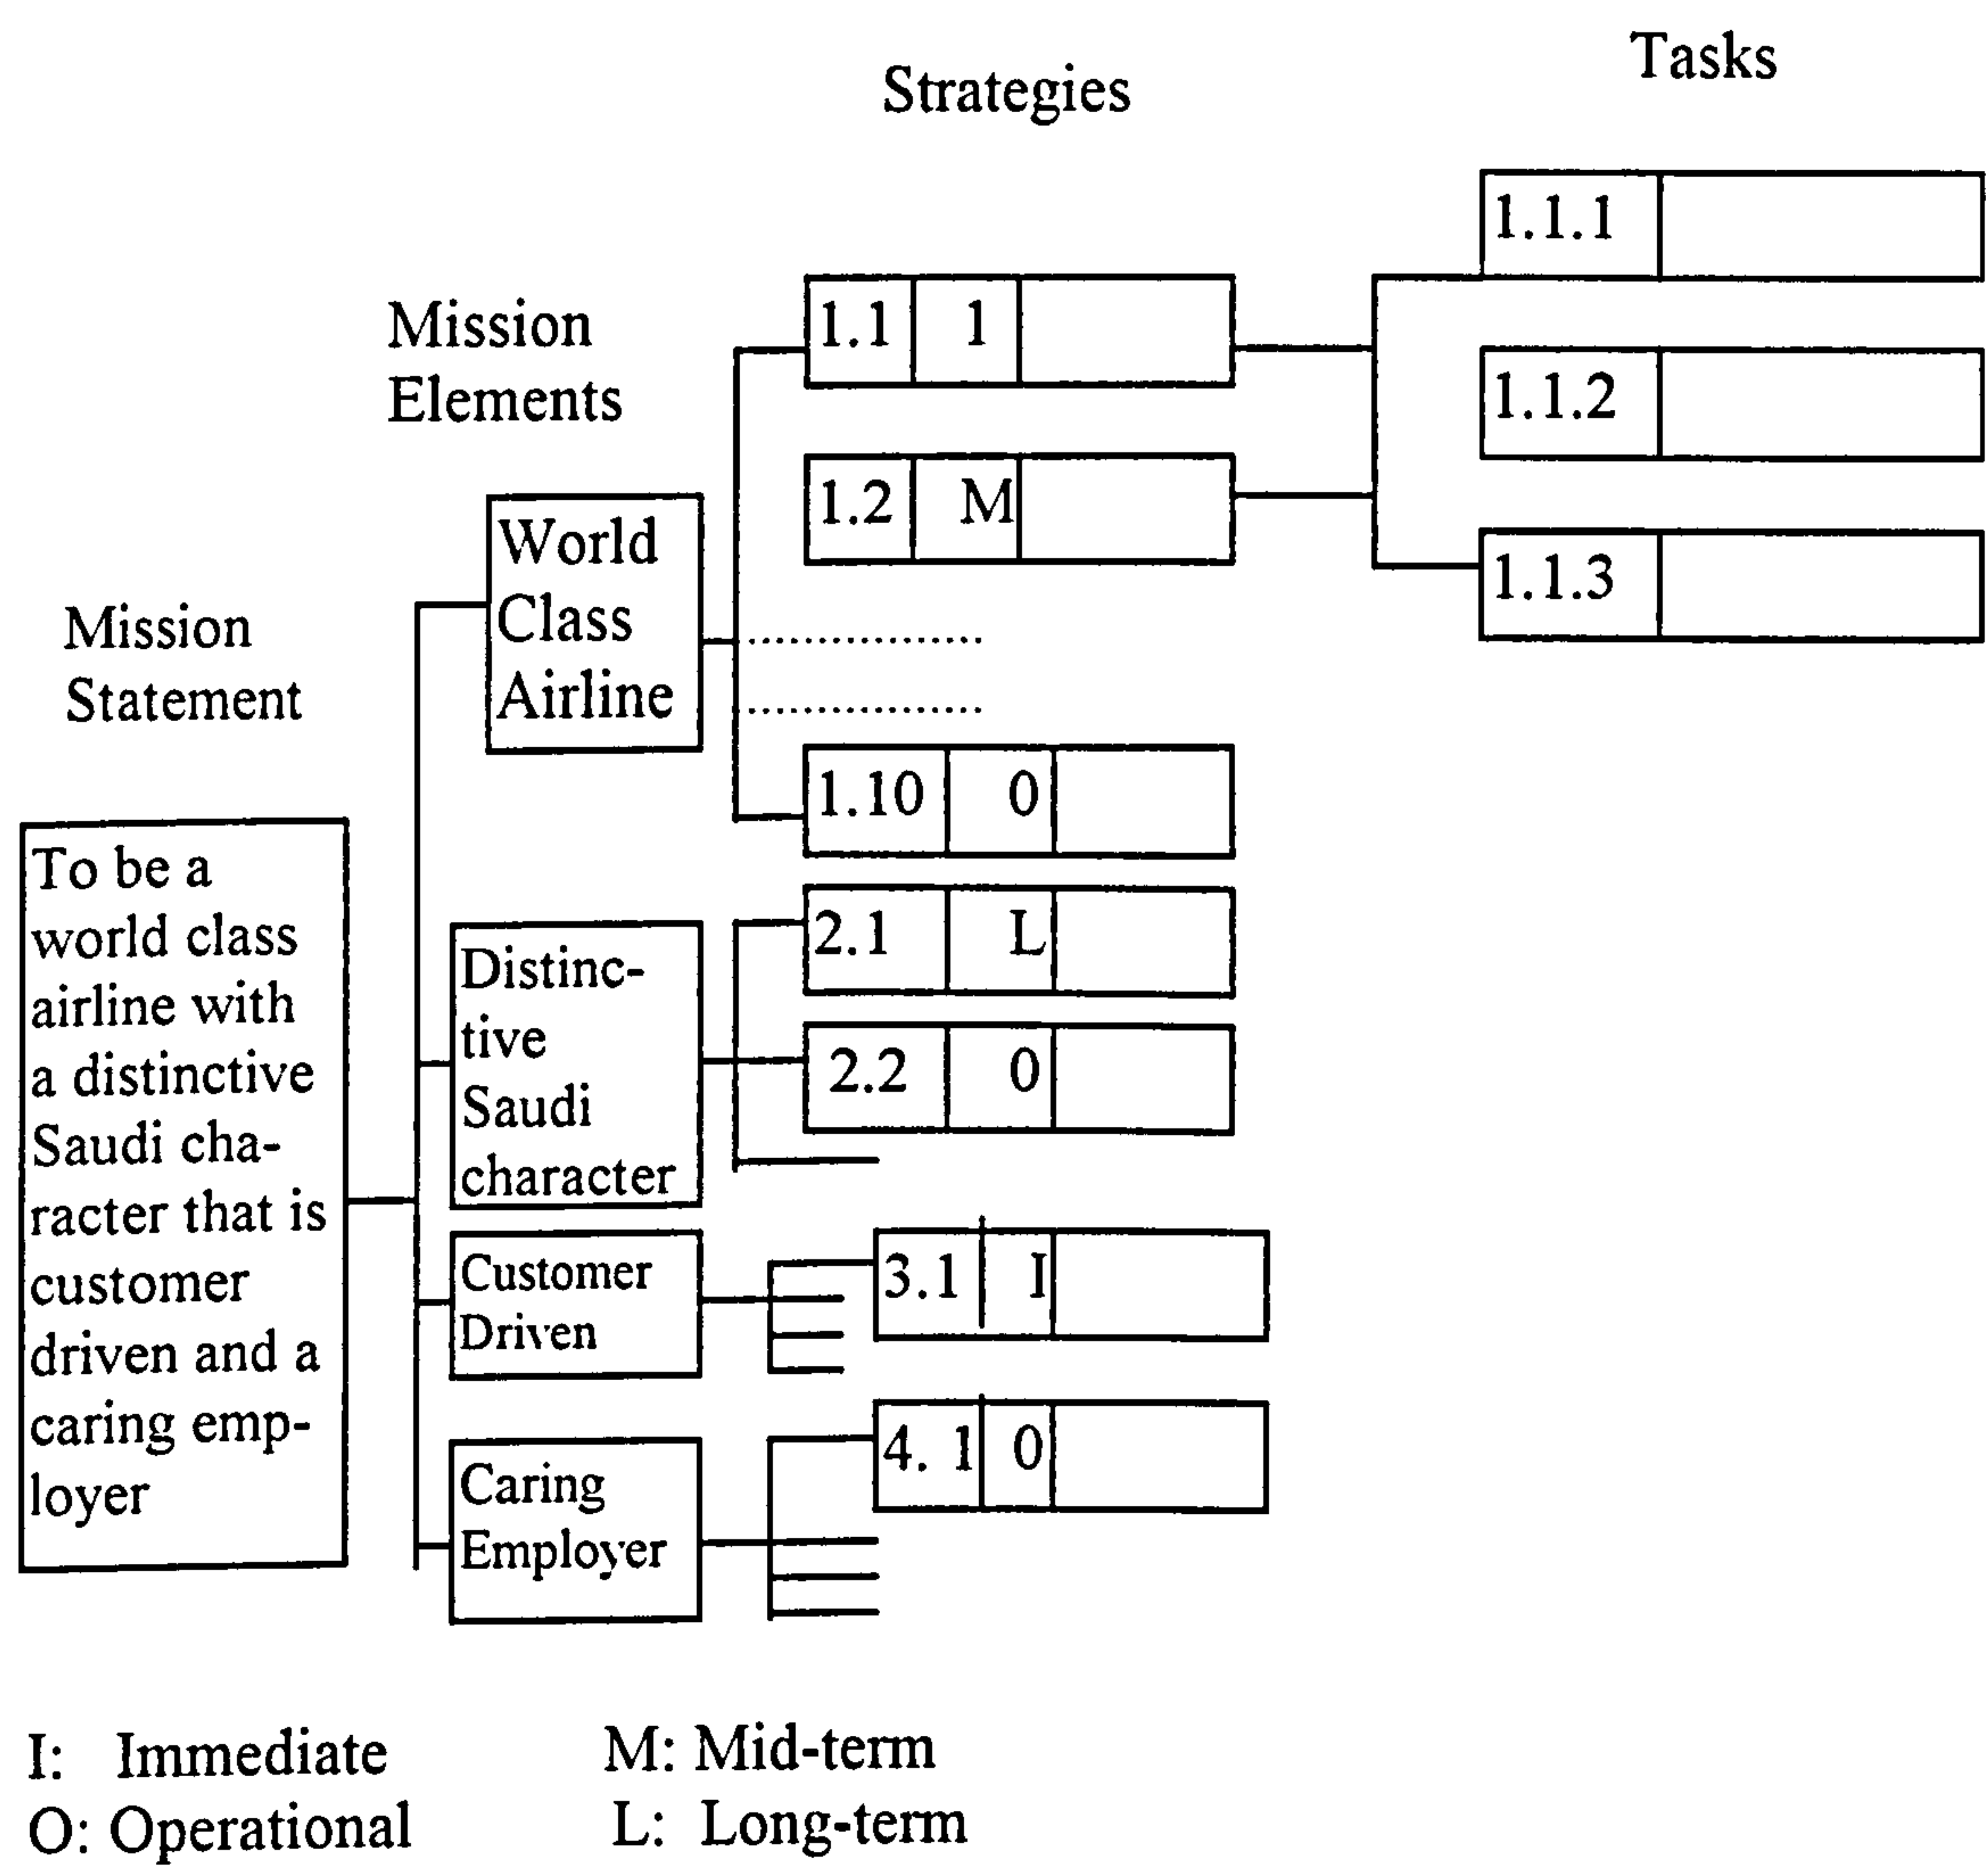 Tasks
Strategies
1.1.1
1.1 1
Mission
Elements
1.1.2
1.2 M
World
Class
Airline
1.1.3
Mission
Statement
.................
.................
1.10 0
To be a
world class
airline with
a distinctive
Saudi cha-
racter that is
customer
driven and a
caring emp-
loyer
2.1 L
Distinc-
tive
Saudi
character
2.2 0
3.1 I
Customer
Driven
4. 1 0
Caring
Employer
I: Immediate M: Mid-term
O: Operational L: Long-term